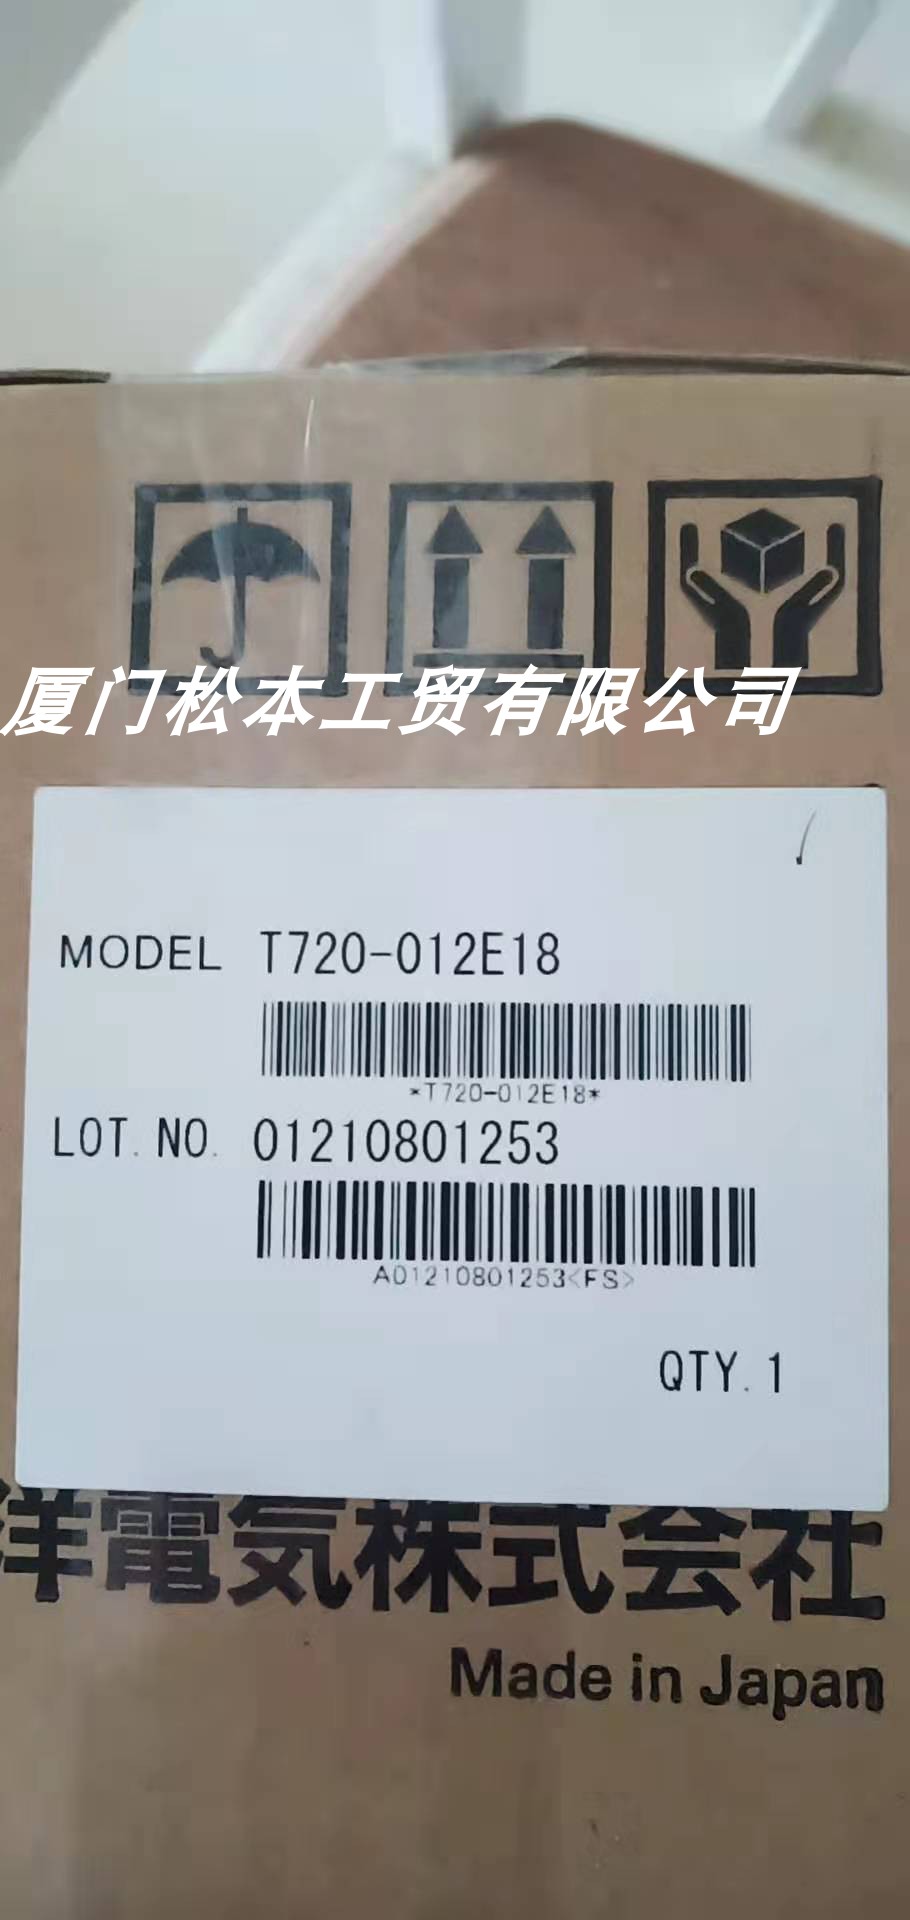 厦门松本工贸有限公司
MODEL T720-012E18
*T720-012E18*
LOT. NO. 01210801253
A01210801253<FS>
QTY. 1
洋電気株式会社
Made in Japan